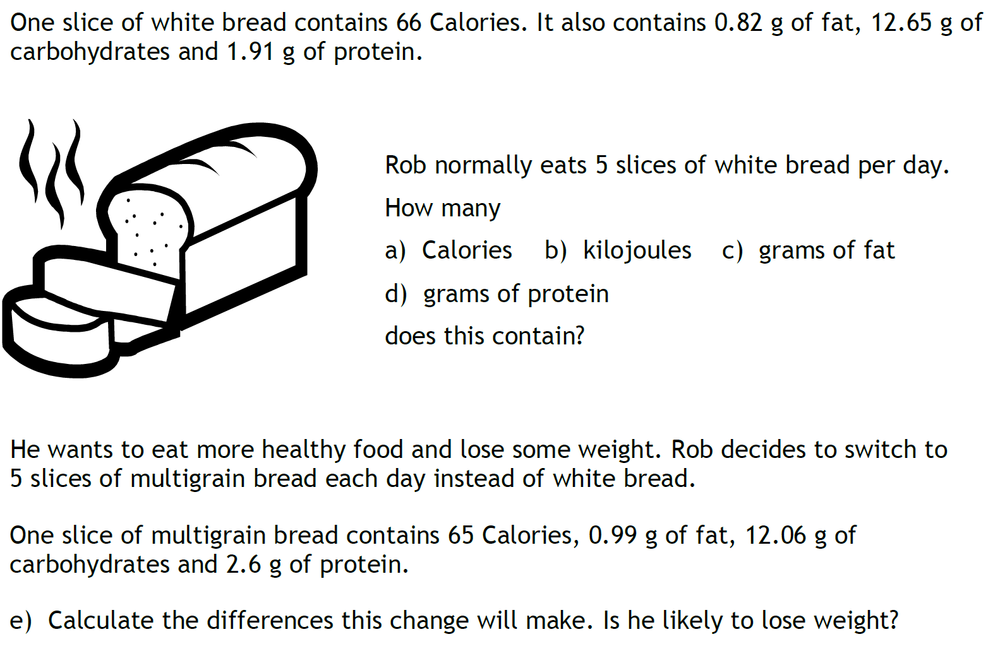 One slice of white bread contains 66 Calories. It also contains 0.82 g of fat, 12.65 g of
carbohydrates and 1.91 g of protein.
Rob normally eats 5 slices of white bread per day.
How many
a) Calories b) kilojoules c) grams of fat
d) grams of protein
does this contain?
He wants to eat more healthy food and lose some weight. Rob decides to switch to
5 slices of multigrain bread each day instead of white bread.
One slice of multigrain bread contains 65 Calories, 0.99 g of fat, 12.06 g of
carbohydrates and 2.6 g of protein.
e) Calculate the differences this change will make. Is he likely to lose weight?